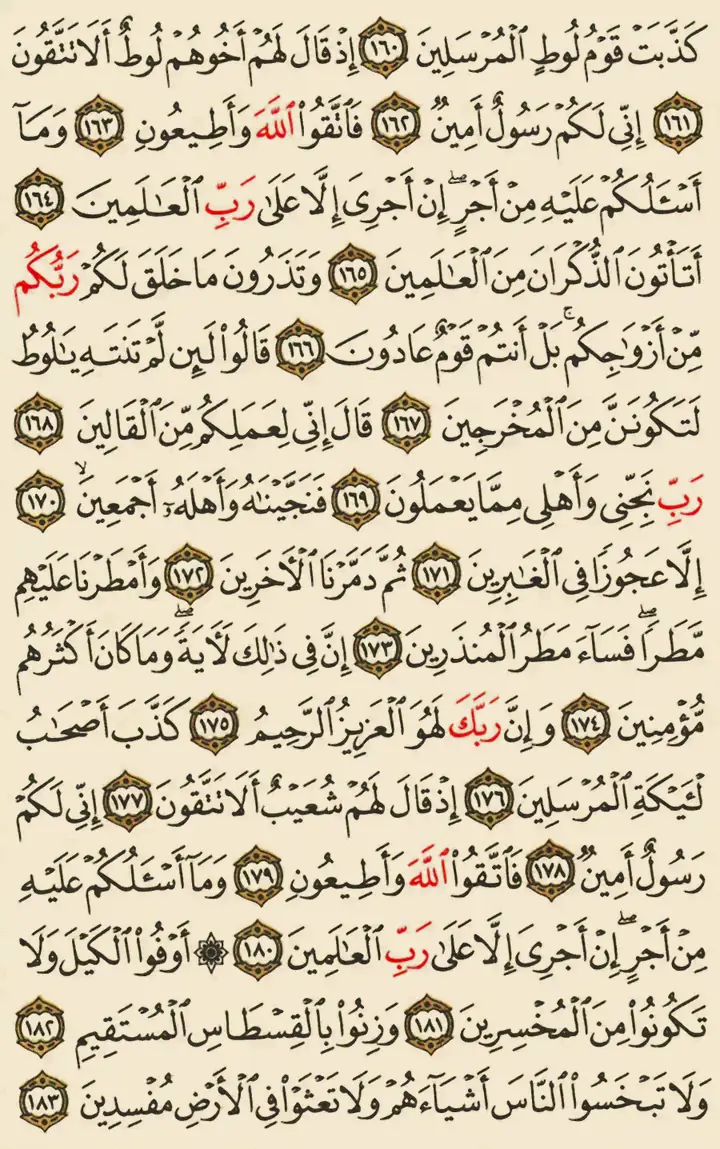 كَذَّبَتْ قَوْمُ لُوطٍ ٱلْمُرْسَلِينَ ١٦٠ إِذْ قَالَ لَهُمْ أَخُوهُمْ لُوطٌ أَلَا تَتَّقُونَ
١٦١ إِنِّى لَكُمْ رَسُولٌ أَمِينٌ ١٦٢ فَٱتَّقُوا۟ ٱللَّهَ وَأَطِيعُونِ ١٦٣ وَمَآ
أَسْـَٔلُكُمْ عَلَيْهِ مِنْ أَجْرٍ ۖ إِنْ أَجْرِىَ إِلَّا عَلَىٰ رَبِّ ٱلْعَـٰلَمِينَ ١٦٤
أَتَأْتُونَ ٱلذُّكْرَانَ مِنَ ٱلْعَـٰلَمِينَ ١٦٥ وَتَذَرُونَ مَا خَلَقَ لَكُمْ رَبُّكُم
مِّنْ أَزْوَٰجِكُم ۚ بَلْ أَنتُمْ قَوْمٌ عَادُونَ ١٦٦ قَالُوا۟ لَئِن لَّمْ تَنتَهِ يَـٰلُوطُ
لَتَكُونَنَّ مِنَ ٱلْمُخْرَجِينَ ١٦٧ قَالَ إِنِّى لِعَمَلِكُم مِّنَ ٱلْقَالِينَ ١٦٨
رَبِّ نَجِّنِى وَأَهْلِى مِمَّا يَعْمَلُونَ ١٦٩ فَنَجَّيْنَـٰهُ وَأَهْلَهُۥٓ أَجْمَعِينَ ۙ ١٧٠
إِلَّا عَجُوزًا فِى ٱلْغَـٰبِرِينَ ١٧١ ثُمَّ دَمَّرْنَا ٱلْـَٔاخَرِينَ ١٧٢ وَأَمْطَرْنَا عَلَيْهِم
مَّطَرًا ۖ فَسَآءَ مَطَرُ ٱلْمُنذَرِينَ ١٧٣ إِنَّ فِى ذَٰلِكَ لَـَٔايَةً ۖ وَمَا كَانَ أَكْثَرُهُم
مُّؤْمِنِينَ ١٧٤ وَإِنَّ رَبَّكَ لَهُوَ ٱلْعَزِيزُ ٱلرَّحِيمُ ١٧٥ كَذَّبَ أَصْحَـٰبُ
لْـَٔيْكَةِ ٱلْمُرْسَلِينَ ١٧٦ إِذْ قَالَ لَهُمْ شُعَيْبٌ أَلَا تَتَّقُونَ ١٧٧ إِنِّى لَكُمْ
رَسُولٌ أَمِينٌ ١٧٨ فَٱتَّقُوا۟ ٱللَّهَ وَأَطِيعُونِ ١٧٩ وَمَآ أَسْـَٔلُكُمْ عَلَيْهِ
مِنْ أَجْرٍ ۖ إِنْ أَجْرِىَ إِلَّا عَلَىٰ رَبِّ ٱلْعَـٰلَمِينَ ١٨٠ ۞ أَوْفُوا۟ ٱلْكَيْلَ وَلَا
تَكُونُوا۟ مِنَ ٱلْمُخْسِرِينَ ١٨١ وَزِنُوا۟ بِٱلْقِسْطَاسِ ٱلْمُسْتَقِيمِ ١٨٢
وَلَا تَبْخَسُوا۟ ٱلنَّاسَ أَشْيَآءَهُمْ وَلَا تَعْثَوْا۟ فِى ٱلْأَرْضِ مُفْسِدِينَ ١٨٣